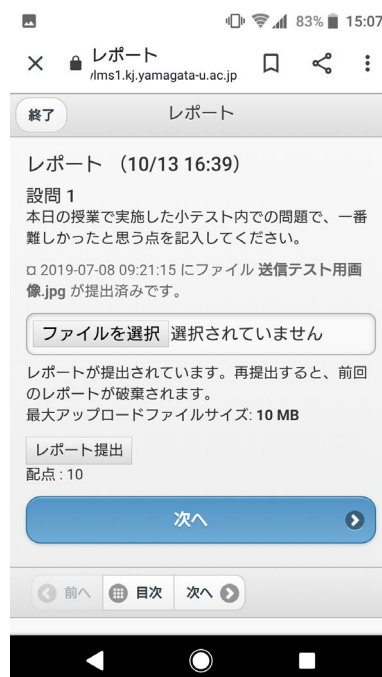 83% 15:07
レポート
/lms1.kj.yamagata-u.ac.jp
終了 レポート
レポート （10/13 16:39）
設問 1
本日の授業で実施した小テスト内での問題で、一番
難しかったと思う点を記入してください。
¤ 2019-07-08 09:21:15 にファイル 送信テスト用画
像.jpg が提出済みです。
ファイルを選択 選択されていません
レポートが提出されています。再提出すると、前回
のレポートが破棄されます。
最大アップロードファイルサイズ: 10 MB
レポート提出
配点 : 10
次へ
前へ 目次 次へ